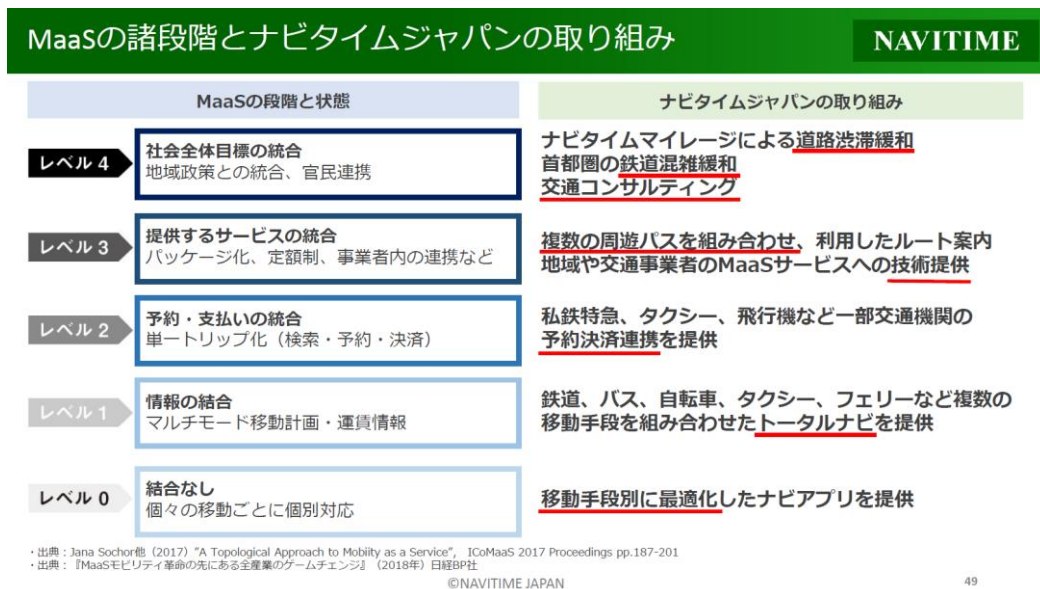 MaaSの諸段階とナビタイムジャパンの取り組み
NAVITIME
MaaSの段階と状態
ナビタイムジャパンの取り組み
レベル 4
社会全体目標の統合
地域政策との統合、官民連携
ナビタイムマイレージによる道路渋滞緩和
首都圏の鉄道混雑緩和
交通コンサルティング
レベル 3
提供するサービスの統合
パッケージ化、定額制、事業者内の連携など
複数の周遊パスを組み合わせ、利用したルート案内
地域や交通事業者のMaaSサービスへの技術提供
レベル 2
予約・支払いの統合
単一トリップ化（検索・予約・決済）
私鉄特急、タクシー、飛行機など一部交通機関の
予約決済連携を提供
レベル 1
情報の結合
マルチモード移動計画・運賃情報
鉄道、バス、自転車、タクシー、フェリーなど複数の
移動手段を組み合わせたトータルナビを提供
レベル 0
結合なし
個々の移動ごとに個別対応
移動手段別に最適化したナビアプリを提供
・出典：Jana Sochor他（2017）"A Topological Approach to Mobiity as a Service", ICoMaaS 2017 Proceedings pp.187-201
・出典：『MaaSモビリティ革命の先にある全産業のゲームチェンジ』（2018年）日経BP社
©NAVITIME JAPAN
49